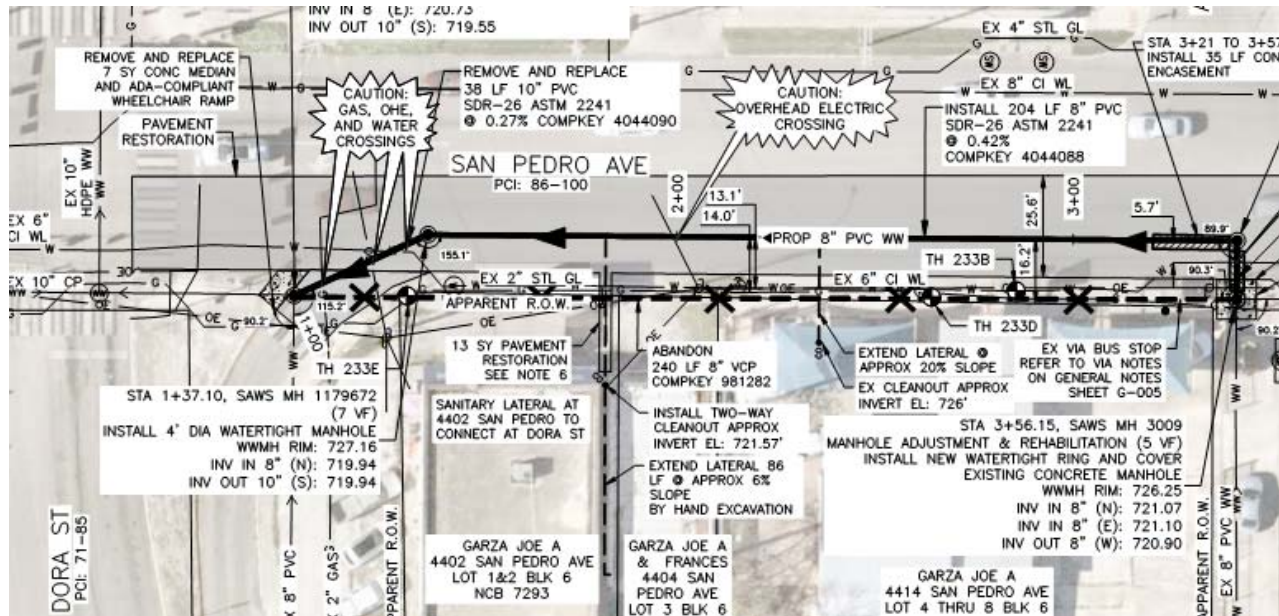 INV IN 8" (E): 720.73
INV OUT 10" (S): 719.55
REMOVE AND REPLACE
7 SY CONC MEDIAN
AND ADA-COMPLIANT
WHEELCHAIR RAMP
PAVEMENT
RESTORATION
CAUTION:
GAS, OHE,
AND WATER
CROSSINGS
REMOVE AND REPLACE
38 LF 10" PVC
SDR-26 ASTM 2241
@ 0.27% COMPKEY 4044090
CAUTION:
OVERHEAD ELECTRIC
CROSSING
EX 4" STL GL
EX 8" CI WL
INSTALL 204 LF 8" PVC
SDR-26 ASTM 2241
@ 0.42%
COMPKEY 4044088
STA 3+21 TO 3+57
INSTALL 35 LF CON
ENCASEMENT
SAN PEDRO AVE
PCI: 86-100
EX 10"
HDPE WW
EX 6"
CI WL
EX 10" CP
2+00
13.1'
14.0'
25.6'
3+00
5.7'
89.9'
16.2'
90.3'
PROP 8" PVC WW
TH 233B
155.1'
115.2'
90.2'
1+00
EX 2" STL GL
EX 6" CI WL
APPARENT R.O.W.
TH 233E
TH 233D
13 SY PAVEMENT
RESTORATION
SEE NOTE 6
ABANDON
240 LF 8" VCP
COMPKEY 981282
EXTEND LATERAL @
APPROX 20% SLOPE
EX CLEANOUT APPROX
INVERT EL: 726'
EX VIA BUS STOP
REFER TO VIA NOTES
ON GENERAL NOTES
SHEET G-005
STA 1+37.10, SAWS MH 1179672
(7 VF)
INSTALL 4' DIA WATERTIGHT MANHOLE
WWMH RIM: 727.16
INV IN 8" (N): 719.94
INV OUT 10" (S): 719.94
SANITARY LATERAL AT
4402 SAN PEDRO TO
CONNECT AT DORA ST
INSTALL TWO-WAY
CLEANOUT APPROX
INVERT EL: 721.57'
EXTEND LATERAL 86
LF @ APPROX 6%
SLOPE
BY HAND EXCAVATION
STA 3+56.15, SAWS MH 3009
MANHOLE ADJUSTMENT & REHABILITATION (5 VF)
INSTALL NEW WATERTIGHT RING AND COVER
EXISTING CONCRETE MANHOLE
WWMH RIM: 726.25
INV IN 8" (N): 721.07
INV IN 8" (E): 721.10
INV OUT 8" (W): 720.90
DORA ST
PCI: 71-85
X 8" PVC
X 2" GAS
APPARENT R.O.W.
GARZA JOE A
4402 SAN PEDRO AVE
LOT 1&2 BLK 6
NCB 7293
GARZA JOE A
& FRANCES
4404 SAN
PEDRO AVE
LOT 3 BLK 6
GARZA JOE A
4414 SAN PEDRO AVE
LOT 4 THRU 8 BLK 6
APPARENT R.O.W.
EX 8" PVC WW